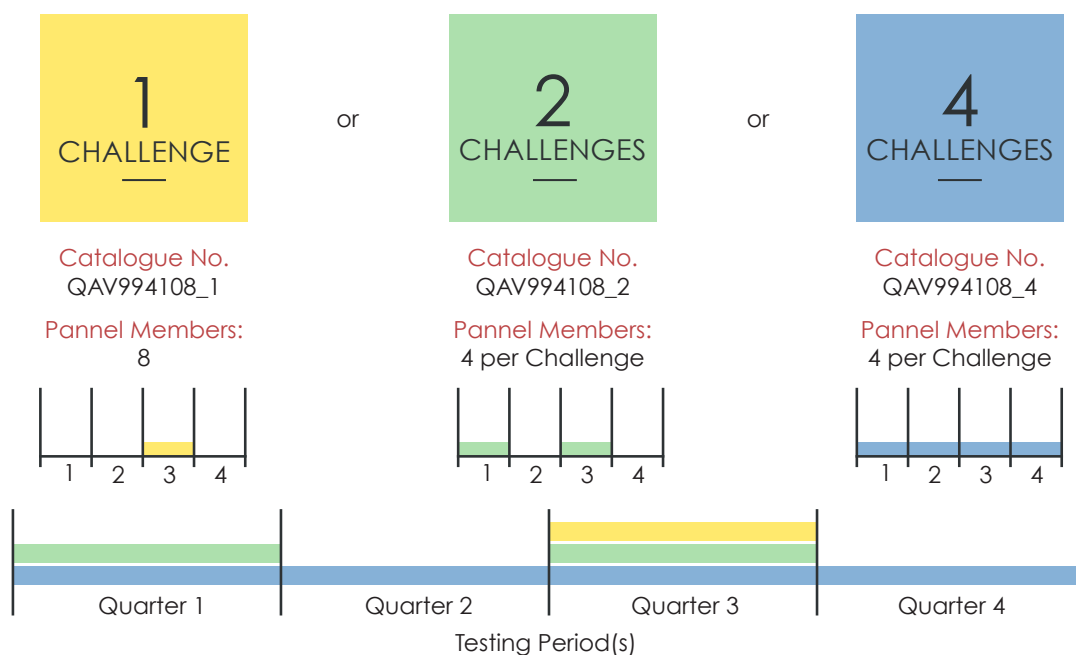 1
CHALLENGE
or
2
CHALLENGES
or
4
CHALLENGES
Catalogue No.
QAV994108_1
Catalogue No.
QAV994108_2
Catalogue No.
QAV994108_4
Pannel Members:
8
Pannel Members:
4 per Challenge
Pannel Members:
4 per Challenge
1 2 3 4
1 2 3 4
1 2 3 4
Quarter 1 Quarter 2 Quarter 3 Quarter 4
Testing Period(s)